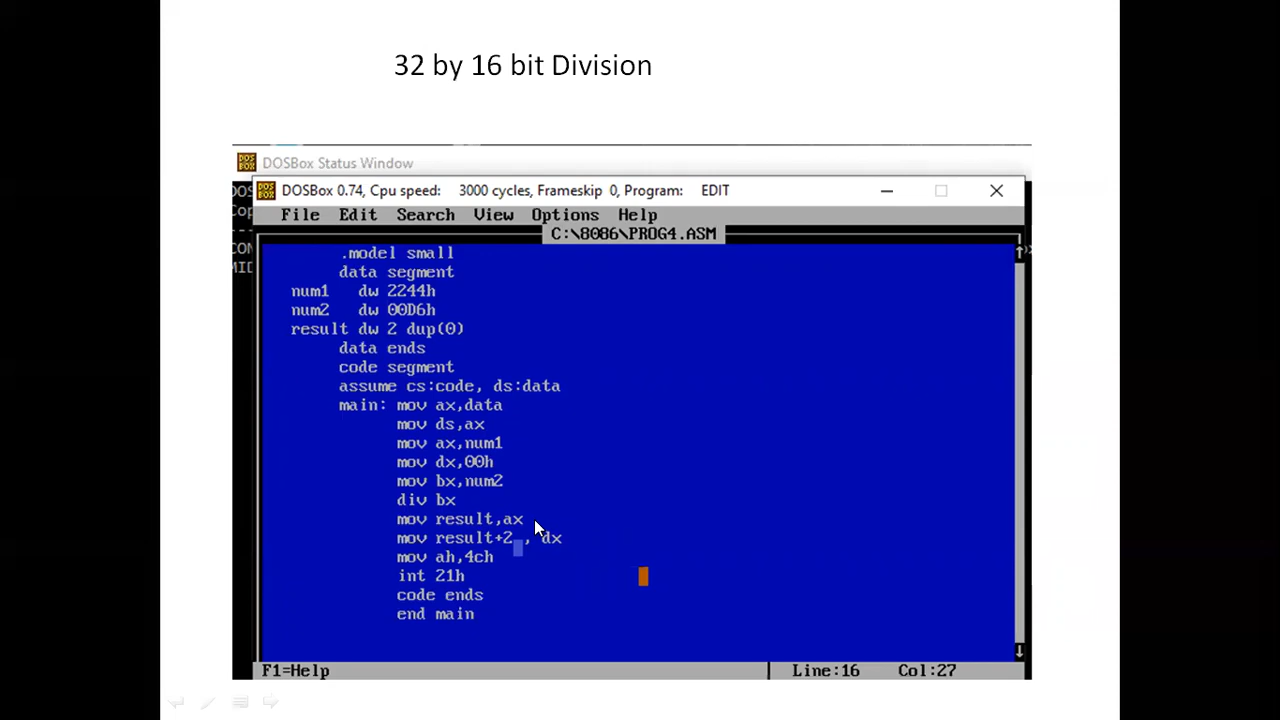 32 by 16 bit Division
DOSBox Status Window
DOSBox 0.74, Cpu speed: 3000 cycles, Frameskip 0, Program: EDIT
File Edit Search View Options Help
C:\8086\PROG4.ASM
.model small
data segment
num1 dw 2244h
num2 dw 00D6h
result dw 2 dup(0)
data ends
code segment
assume cs:code, ds:data
main: mov ax,data
mov ds,ax
mov ax,num1
mov dx,00h
mov bx,num2
div bx
mov result,ax
mov result+2 , dx
mov ah,4ch
int 21h
code ends
end main
F1=Help Line:16 Col:27